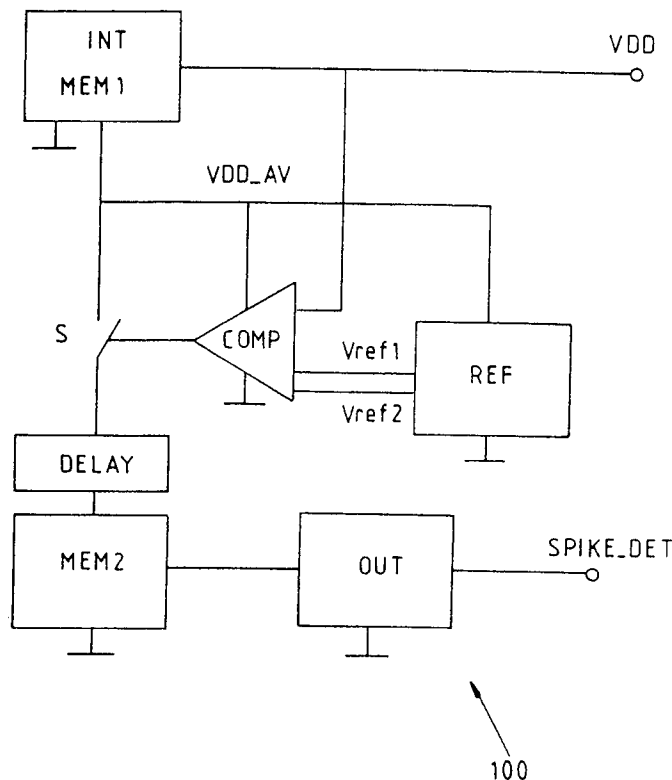 INT
MEM1
VDD
VDD_AV
S
COMP
Vref1
Vref2
REF
DELAY
MEM2
OUT
SPIKE_DET
100